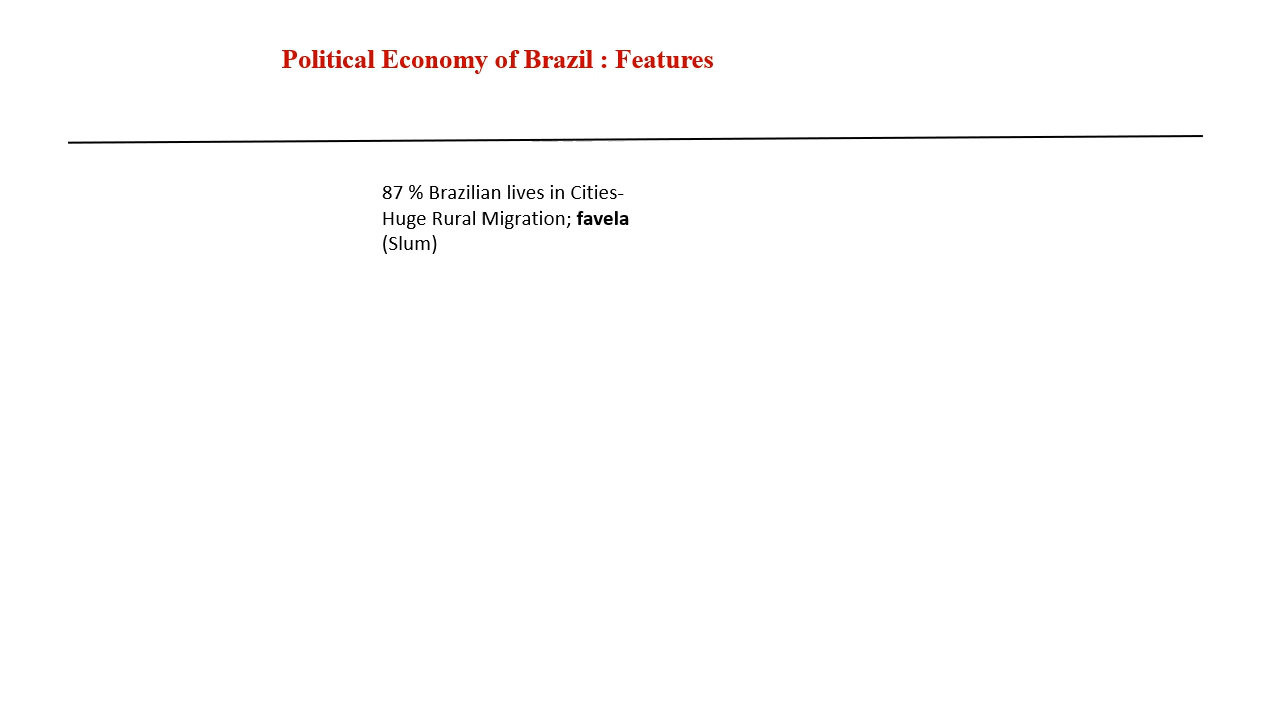 Political Economy of Brazil : Features
87 % Brazilian lives in Cities-
Huge Rural Migration; favela
(Slum)